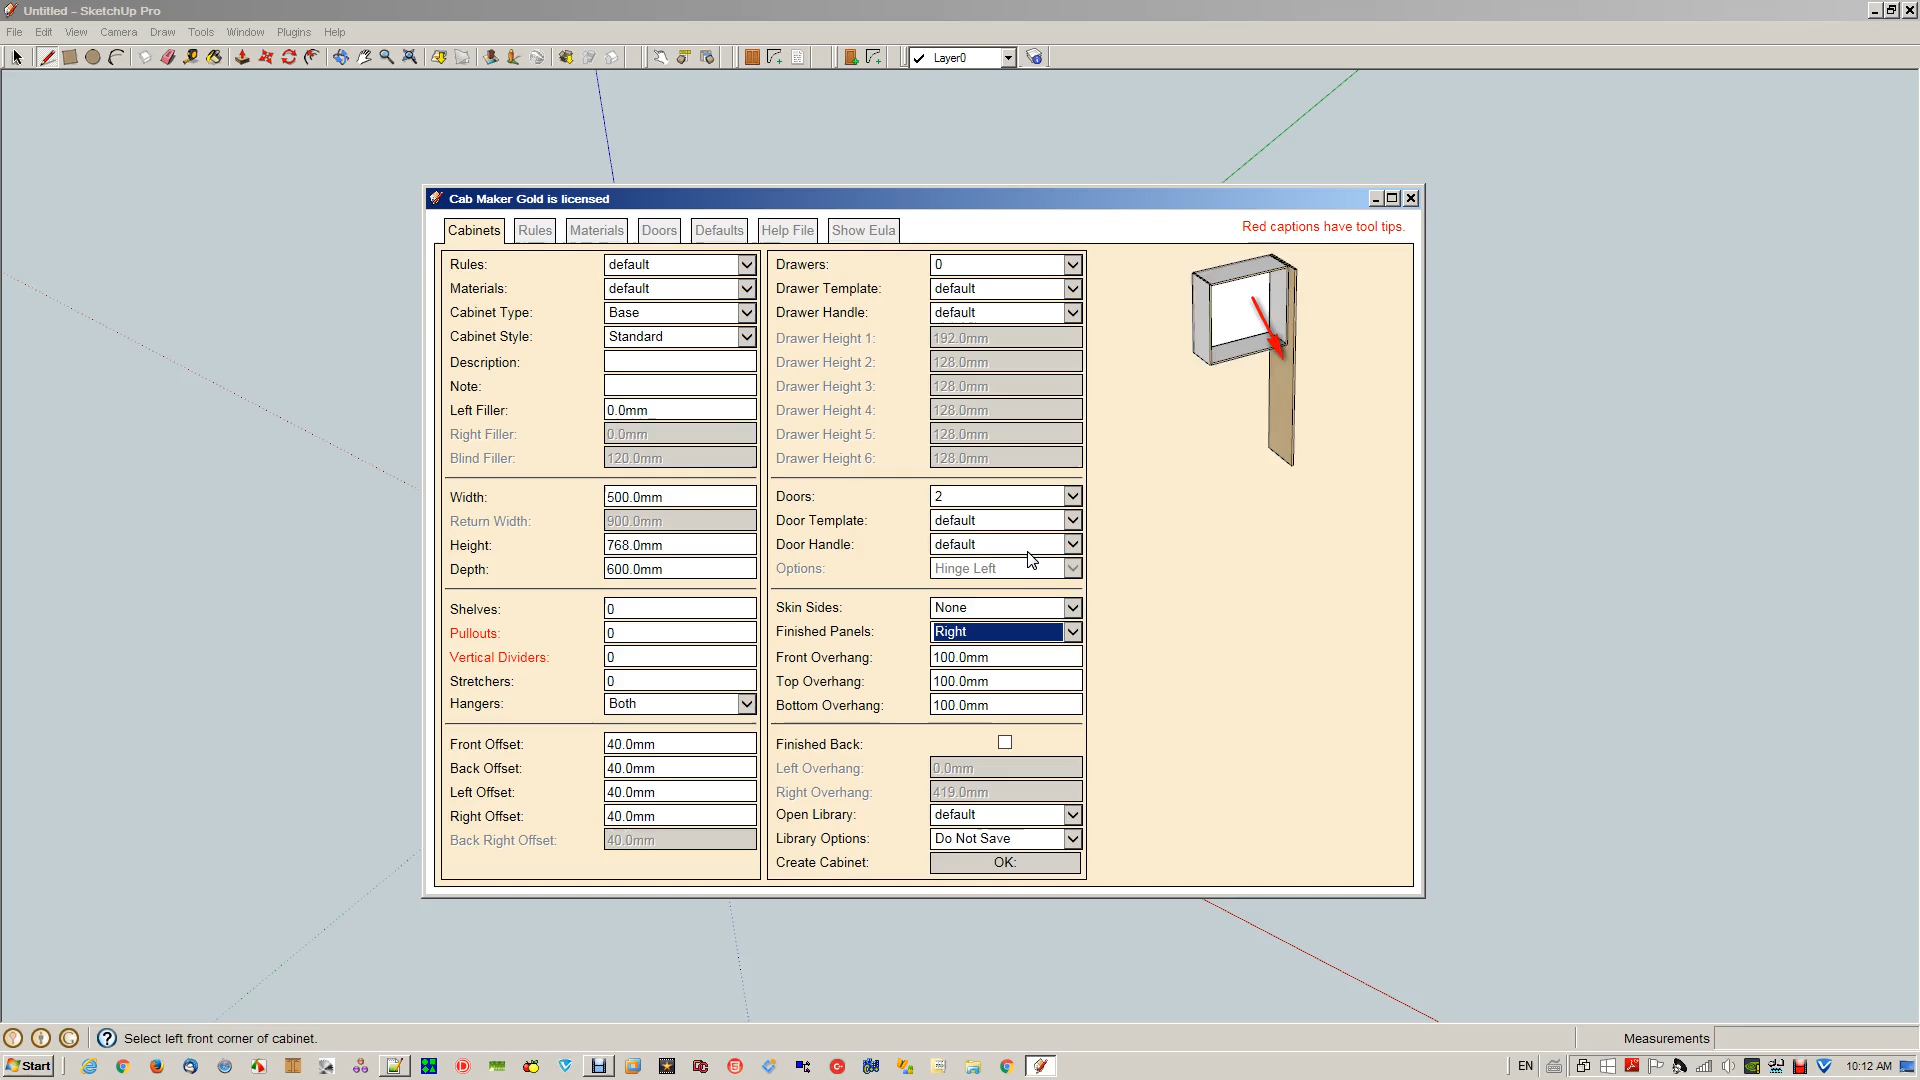 Untitled - SketchUp Pro
File Edit View Camera Draw Tools Window Plugins Help
Layer0
Cab Maker Gold is licensed
Cabinets Rules Materials Doors Defaults Help File Show Eula
Red captions have tool tips.
Rules: default
Materials: default
Cabinet Type: Base
Cabinet Style: Standard
Description:
Note:
Left Filler: 0.0mm
Right Filler: 0.0mm
Blind Filler: 120.0mm
Width: 500.0mm
Return Width: 900.0mm
Height: 768.0mm
Depth: 600.0mm
Shelves: 0
Pullouts: 0
Vertical Dividers: 0
Stretchers: 0
Hangers: Both
Front Offset: 40.0mm
Back Offset: 40.0mm
Left Offset: 40.0mm
Right Offset: 40.0mm
Back Right Offset: 40.0mm
Drawers: 0
Drawer Template: default
Drawer Handle: default
Drawer Height 1: 192.0mm
Drawer Height 2: 128.0mm
Drawer Height 3: 128.0mm
Drawer Height 4: 128.0mm
Drawer Height 5: 128.0mm
Drawer Height 6: 128.0mm
Doors: 2
Door Template: default
Door Handle: default
Options: Hinge Left
Skin Sides: None
Finished Panels: Right
Front Overhang: 100.0mm
Top Overhang: 100.0mm
Bottom Overhang: 100.0mm
Finished Back:
Left Overhang: 0.0mm
Right Overhang: 419.0mm
Open Library: default
Library Options: Do Not Save
Create Cabinet: OK:
Select left front corner of cabinet.
Measurements
Start
EN
10:12 AM